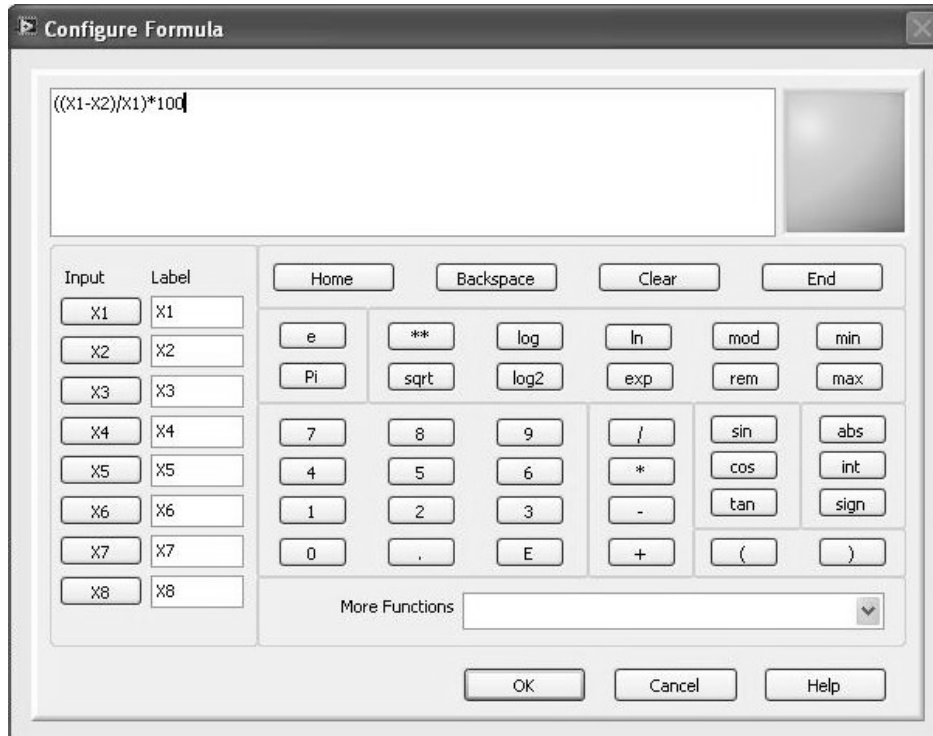 Configure Formula
((X1-X2)/X1)*100
Input Label
Home Backspace Clear End
X1 X1
X2 X2
X3 X3
X4 X4
X5 X5
X6 X6
X7 X7
X8 X8
e ** log ln mod min
Pi sqrt log2 exp rem max
7 8 9 / sin abs
4 5 6 * cos int
1 2 3 - tan sign
0 . E + ( )
More Functions
OK Cancel Help